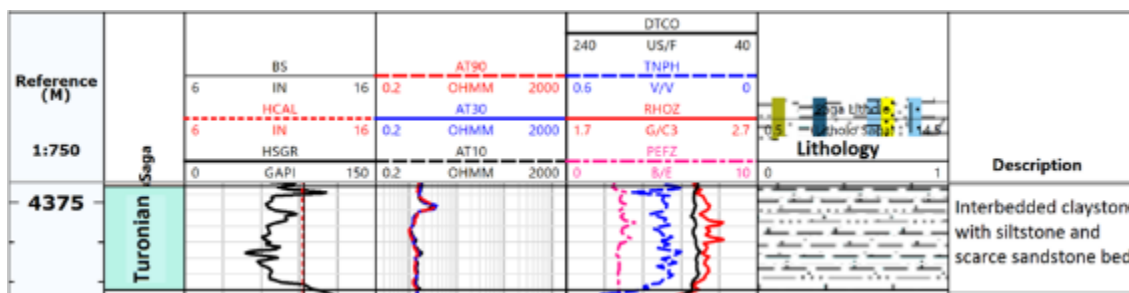 DTCO
240 US/F 40
BS AT90 TNPH
6 IN 16 0.2 OHMM 2000 0.6 V/V 0
HCAL AT30 RHOZ
6 IN 16 0.2 OHMM 2000 1.7 G/C3 2.7
HSGR AT10 PEFZ
0 GAPI 150 0.2 OHMM 2000 0 B/E 10
Reference
(M)
1:750
Saga
0.5 14.5
Lithology
0 1
Description
4375
Turonian
Interbedded claystone
with siltstone and
scarce sandstone bed